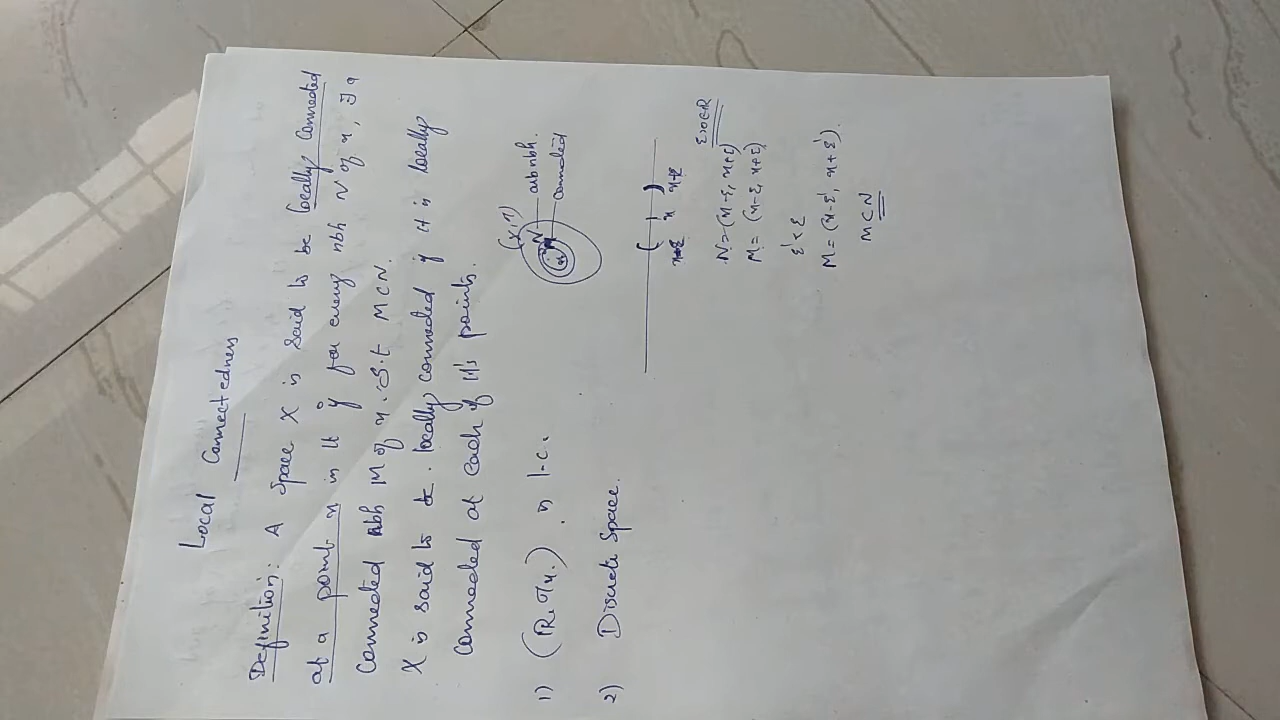 Local Connectedness
Definition: A space X is said to be locally connected
at a point x in it if for every nbh N of x, ∃ a
connected nbh M of x. S.t M⊂N.
X is said to be locally connected if it is locally
connected at each of it's points.
(X,τ)
N
arb nbh.
x
connected
1) (ℝ, τu.) is l.c.
2) Discrete Space.
( | )
x-ε x x+ε
N=(x-ε, x+ε) ε>0∈ℝ
M= (x-ε, x+ε)
ε'<ε
M=(x-ε', x+ε').
M⊂N